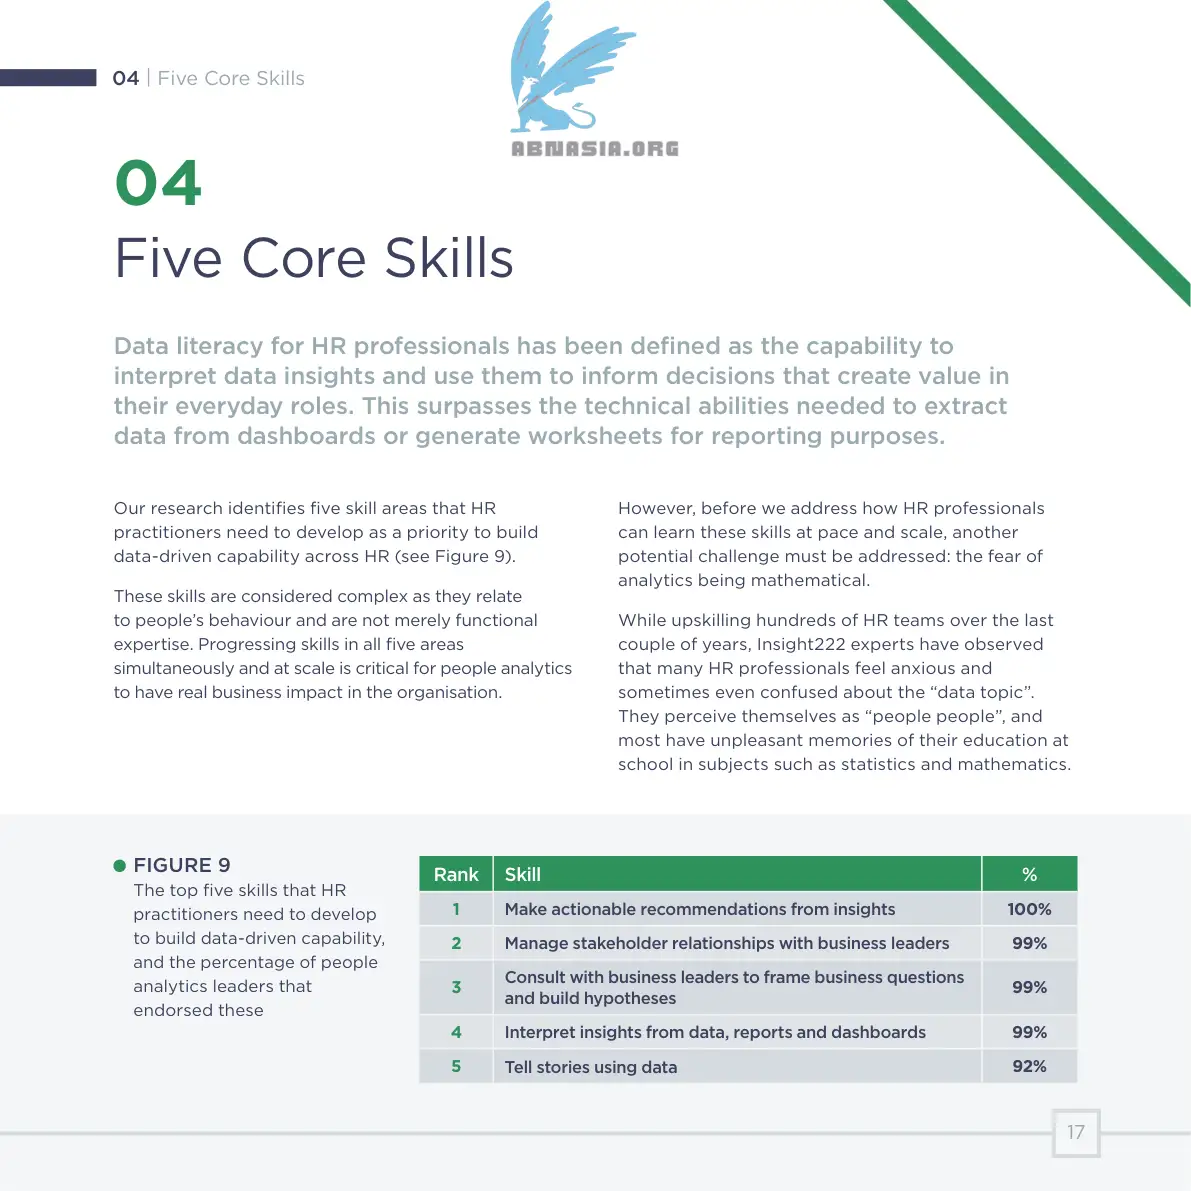 04 | Five Core Skills
ABNASIA.ORG
04
Five Core Skills
Data literacy for HR professionals has been defined as the capability to
interpret data insights and use them to inform decisions that create value in
their everyday roles. This surpasses the technical abilities needed to extract
data from dashboards or generate worksheets for reporting purposes.
Our research identifies five skill areas that HR
practitioners need to develop as a priority to build
data-driven capability across HR (see Figure 9).
These skills are considered complex as they relate
to people's behaviour and are not merely functional
expertise. Progressing skills in all five areas
simultaneously and at scale is critical for people analytics
to have real business impact in the organisation.
However, before we address how HR professionals
can learn these skills at pace and scale, another
potential challenge must be addressed: the fear of
analytics being mathematical.
While upskilling hundreds of HR teams over the last
couple of years, Insight222 experts have observed
that many HR professionals feel anxious and
sometimes even confused about the “data topic”.
They perceive themselves as “people people”, and
most have unpleasant memories of their education at
school in subjects such as statistics and mathematics.
FIGURE 9
The top five skills that HR
practitioners need to develop
to build data-driven capability,
and the percentage of people
analytics leaders that
endorsed these
Rank Skill %
1 Make actionable recommendations from insights 100%
2 Manage stakeholder relationships with business leaders 99%
3 Consult with business leaders to frame business questions
and build hypotheses 99%
4 Interpret insights from data, reports and dashboards 99%
5 Tell stories using data 92%
17